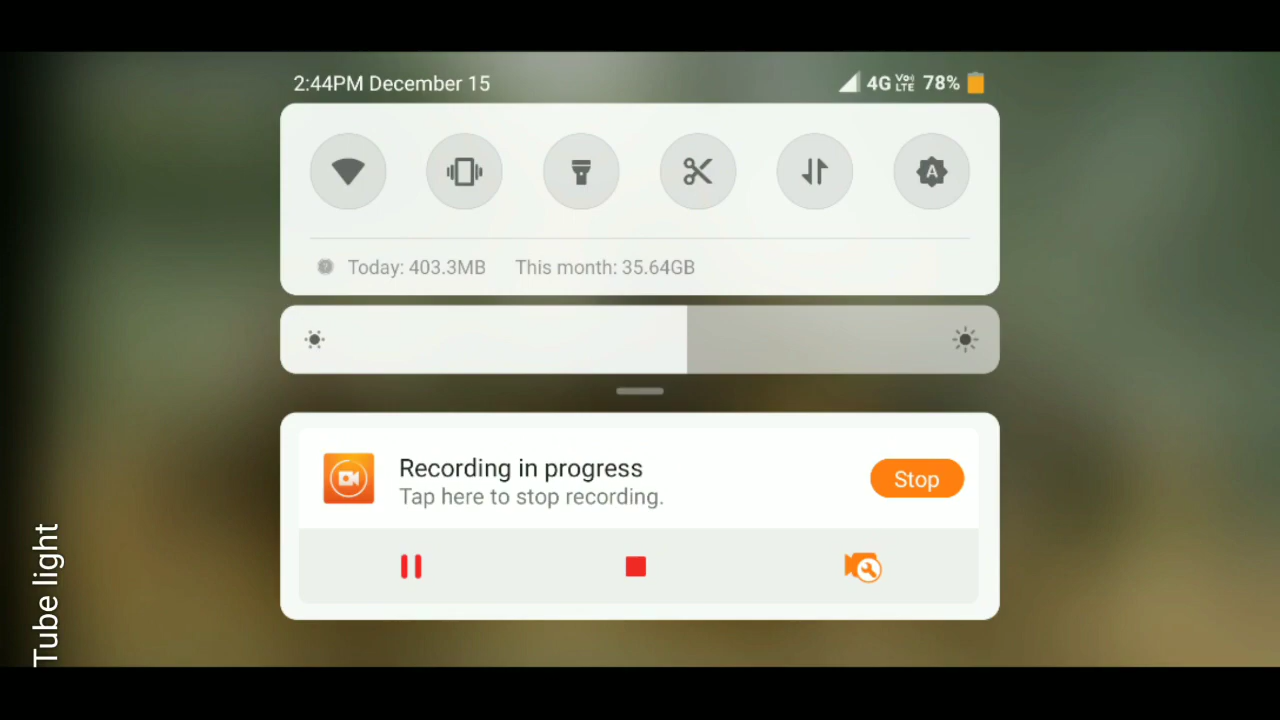 2:44PM December 15
4G VoLTE 78%
A
Today: 403.3MB This month: 35.64GB
Recording in progress
Tap here to stop recording.
Stop
Tube light